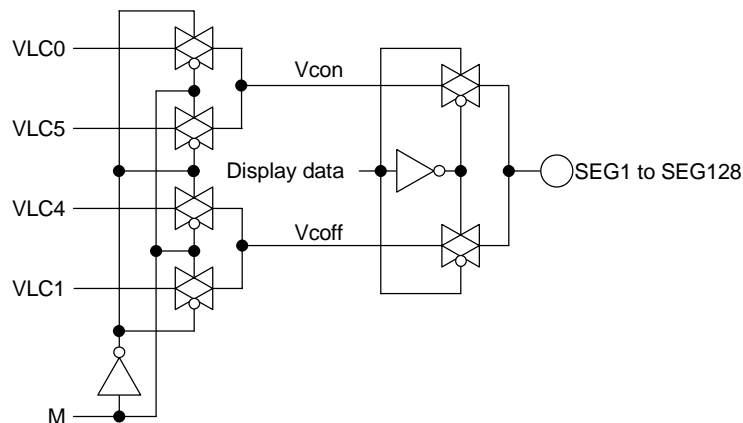 VLC0
Vcon
VLC5
Display data
SEG1 to SEG128
VLC4
Vcoff
VLC1
M